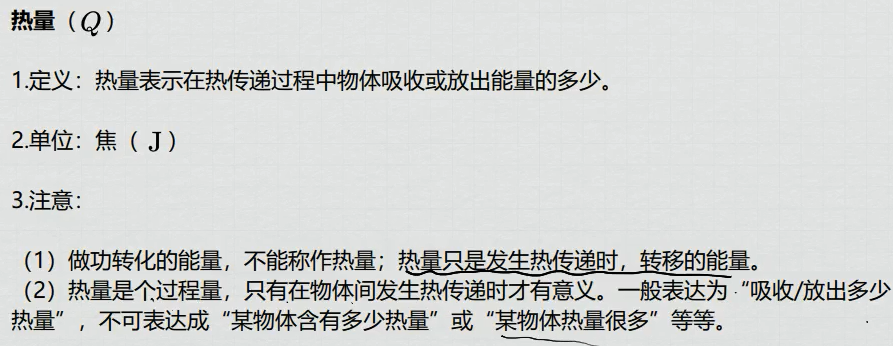 热量（Q）
1.定义：热量表示在热传递过程中物体吸收或放出能量的多少。
2.单位：焦（ J ）
3.注意：
（1）做功转化的能量，不能称作热量；热量只是发生热传递时，转移的能量。
（2）热量是个过程量，只有在物体间发生热传递时才有意义。一般表达为“吸收/放出多少
热量”，不可表达成“某物体含有多少热量”或“某物体热量很多”等等。